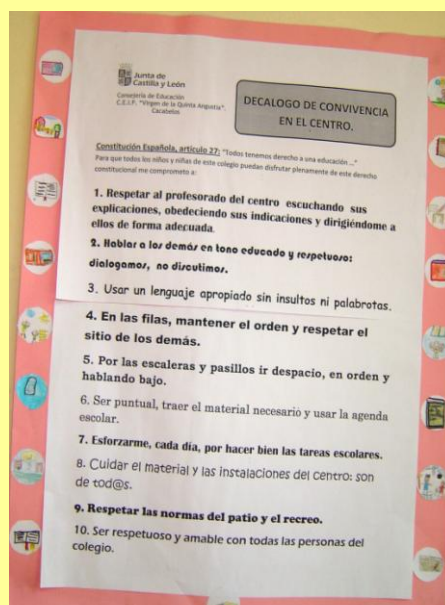 Junta de
Castilla y León
Consejería de Educación
C.E.I.P. "Virgen de la Quinta Angustia".
Cacabelos
DECALOGO DE CONVIVENCIA
EN EL CENTRO.
Constitución Española, artículo 27: "Todos tenemos derecho a una educación ..."
Para que todos los niños y niñas de este colegio puedan disfrutar plenamente de este derecho
constitucional me comprometo a:
1. Respetar al profesorado del centro escuchando sus
explicaciones, obedeciendo sus indicaciones y dirigiéndome a
ellos de forma adecuada.
2. Hablar a los demás en tono educado y respetuoso:
dialogamos, no discutimos.
3. Usar un lenguaje apropiado sin insultos ni palabrotas.
4. En las filas, mantener el orden y respetar el
sitio de los demás.
5. Por las escaleras y pasillos ir despacio, en orden y
hablando bajo.
6. Ser puntual, traer el material necesario y usar la agenda
escolar.
7. Esforzarme, cada día, por hacer bien las tareas escolares.
8. Cuidar el material y las instalaciones del centro: son
de tod@s.
9. Respetar las normas del patio y el recreo.
10. Ser respetuoso y amable con todas las personas del
colegio.